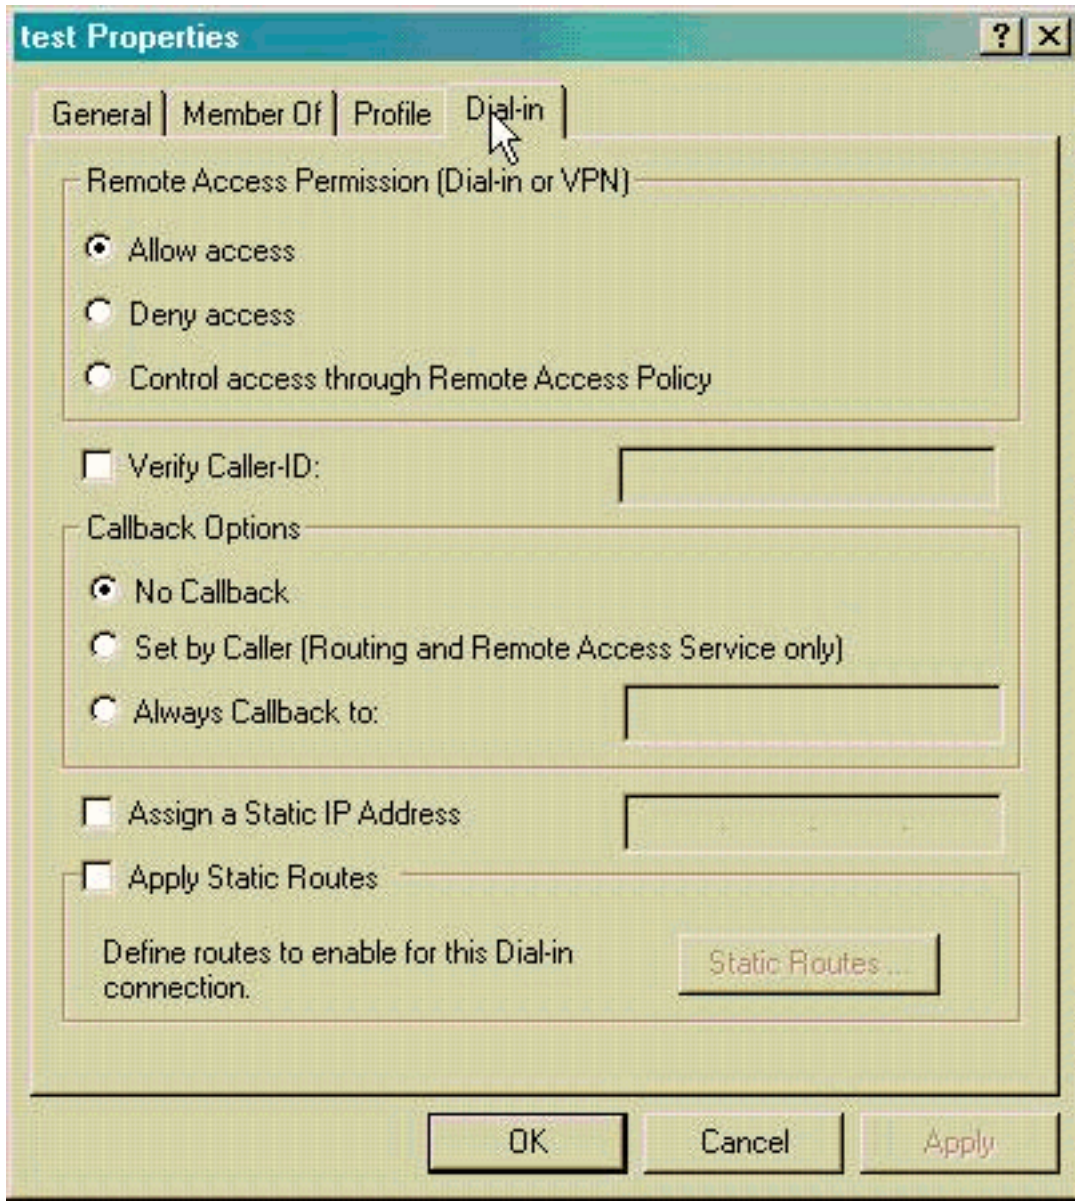 test Properties
General Member Of Profile Dial-in
Remote Access Permission (Dial-in or VPN)
Allow access
Deny access
Control access through Remote Access Policy
Verify Caller-ID:
Callback Options
No Callback
Set by Caller (Routing and Remote Access Service only)
Always Callback to:
Assign a Static IP Address
Apply Static Routes
Define routes to enable for this Dial-in
connection.
Static Routes ...
OK Cancel Apply